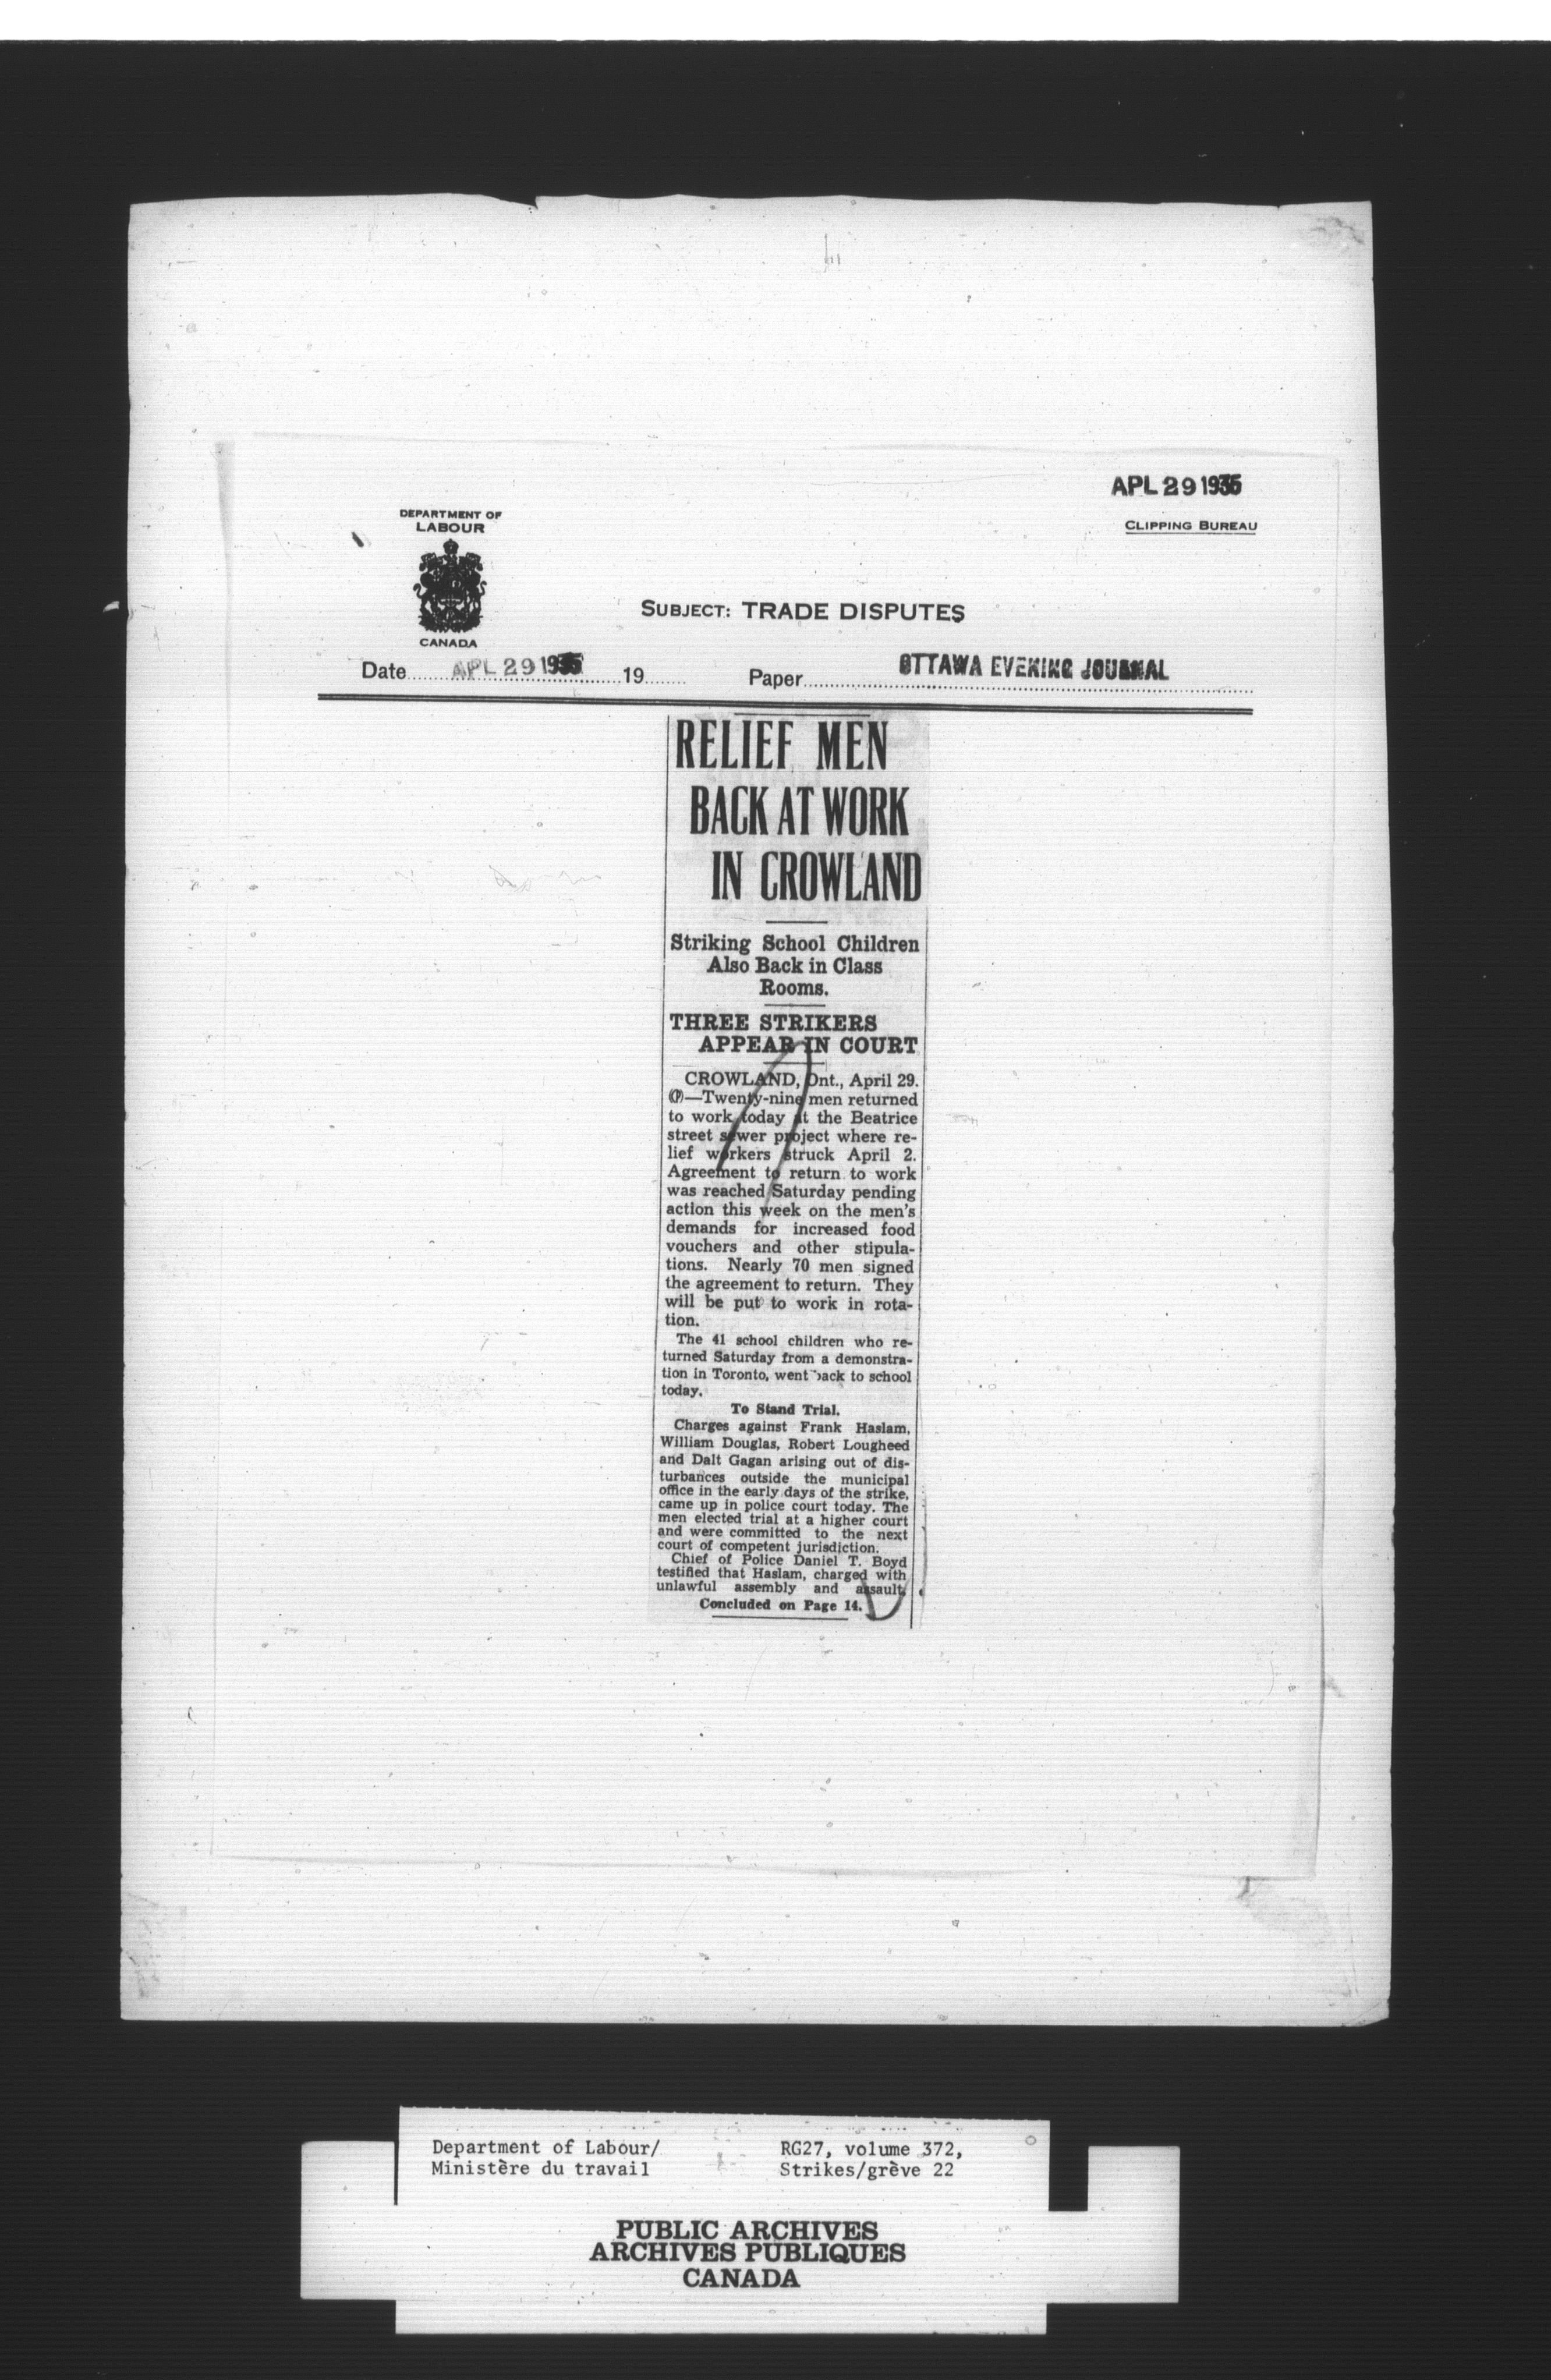 APL 29 1935
CLIPPING BUREAU
DEPARTMENT OF
LABOUR
CANADA
SUBJECT: TRADE DISPUTES
Date APL 29 1935 19 Paper OTTAWA EVENING JOURNAL
RELIEF MEN
BACK AT WORK
IN CROWLAND
Striking School Children
Also Back in Class
Rooms.
THREE STRIKERS
APPEAR IN COURT
CROWLAND, Ont., April 29.
(P)—Twenty-nine men returned
to work today at the Beatrice
street sewer project where re-
lief workers struck April 2.
Agreement to return to work
was reached Saturday pending
action this week on the men's
demands for increased food
vouchers and other stipula-
tions. Nearly 70 men signed
the agreement to return. They
will be put to work in rota-
tion.
The 41 school children who re-
turned Saturday from a demonstra-
tion in Toronto, went back to school
today.
To Stand Trial.
Charges against Frank Haslam,
William Douglas, Robert Lougheed
and Dalt Gagan arising out of dis-
turbances outside the municipal
office in the early days of the strike,
came up in police court today. The
men elected trial at a higher court
and were committed to the next
court of competent jurisdiction.
Chief of Police Daniel T. Boyd
testified that Haslam, charged with
unlawful assembly and assault,
Concluded on Page 14.
Department of Labour/
Ministère du travail
RG27, volume 372,
Strikes/grève 22
PUBLIC ARCHIVES
ARCHIVES PUBLIQUES
CANADA